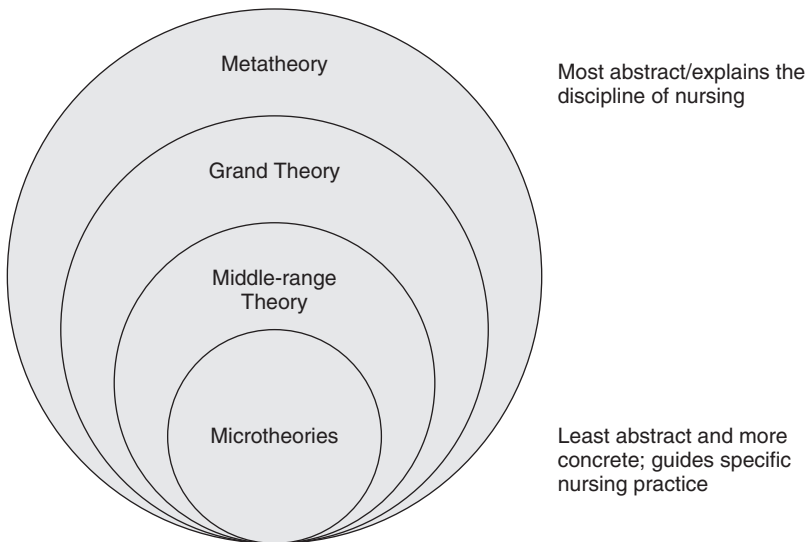 Metatheory
Most abstract/explains the
discipline of nursing
Grand Theory
Middle-range
Theory
Microtheories
Least abstract and more
concrete; guides specific
nursing practice